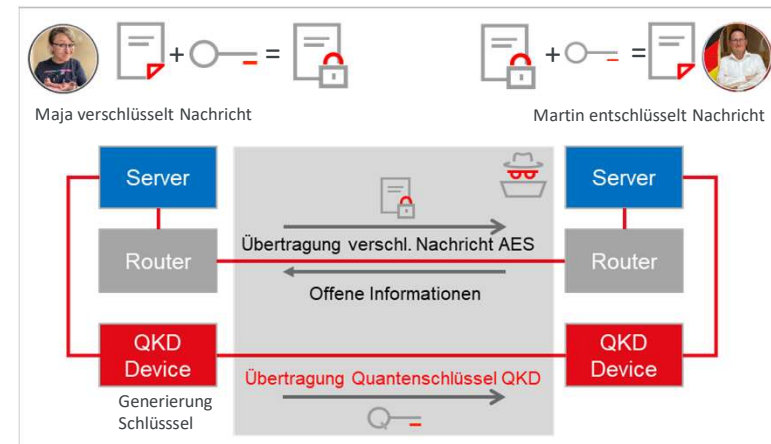 + = 
+ =
Maja verschlüsselt Nachricht
Martin entschlüsselt Nachricht
Server
Server
Übertragung verschl. Nachricht AES
Router
Router
Offene Informationen
QKD
Device
QKD
Device
Übertragung Quantenschlüssel QKD
Generierung
Schlüsssel